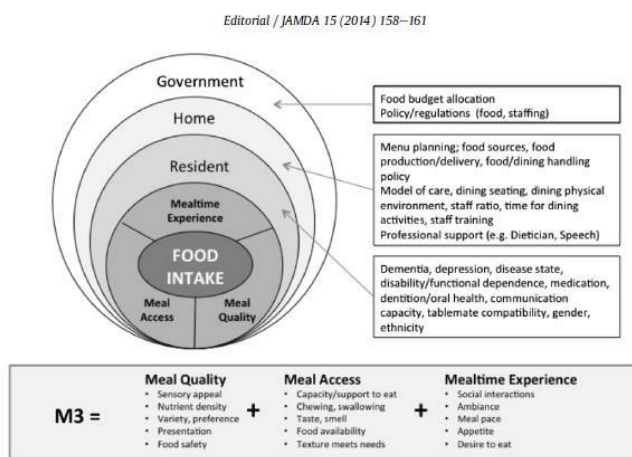 Editorial / JAMDA 15 (2014) 158–161
Government
Home
Resident
Mealtime
Experience
FOOD
INTAKE
Meal
Access
Meal
Quality
Food budget allocation
Policy/regulations (food, staffing)
Menu planning; food sources, food
production/delivery, food/dining handling
policy
Model of care, dining seating, dining physical
environment, staff ratio, time for dining
activities, staff training
Professional support (e.g. Dietician, Speech)
Dementia, depression, disease state,
disability/functional dependence, medication,
dentition/oral health, communication
capacity, tablemate compatibility, gender,
ethnicity
M3 =
Meal Quality
• Sensory appeal
• Nutrient density
• Variety, preference
• Presentation
• Food safety
+
Meal Access
• Capacity/support to eat
• Chewing, swallowing
• Taste, smell
• Food availability
• Texture meets needs
+
Mealtime Experience
• Social interactions
• Ambiance
• Meal pace
• Appetite
• Desire to eat